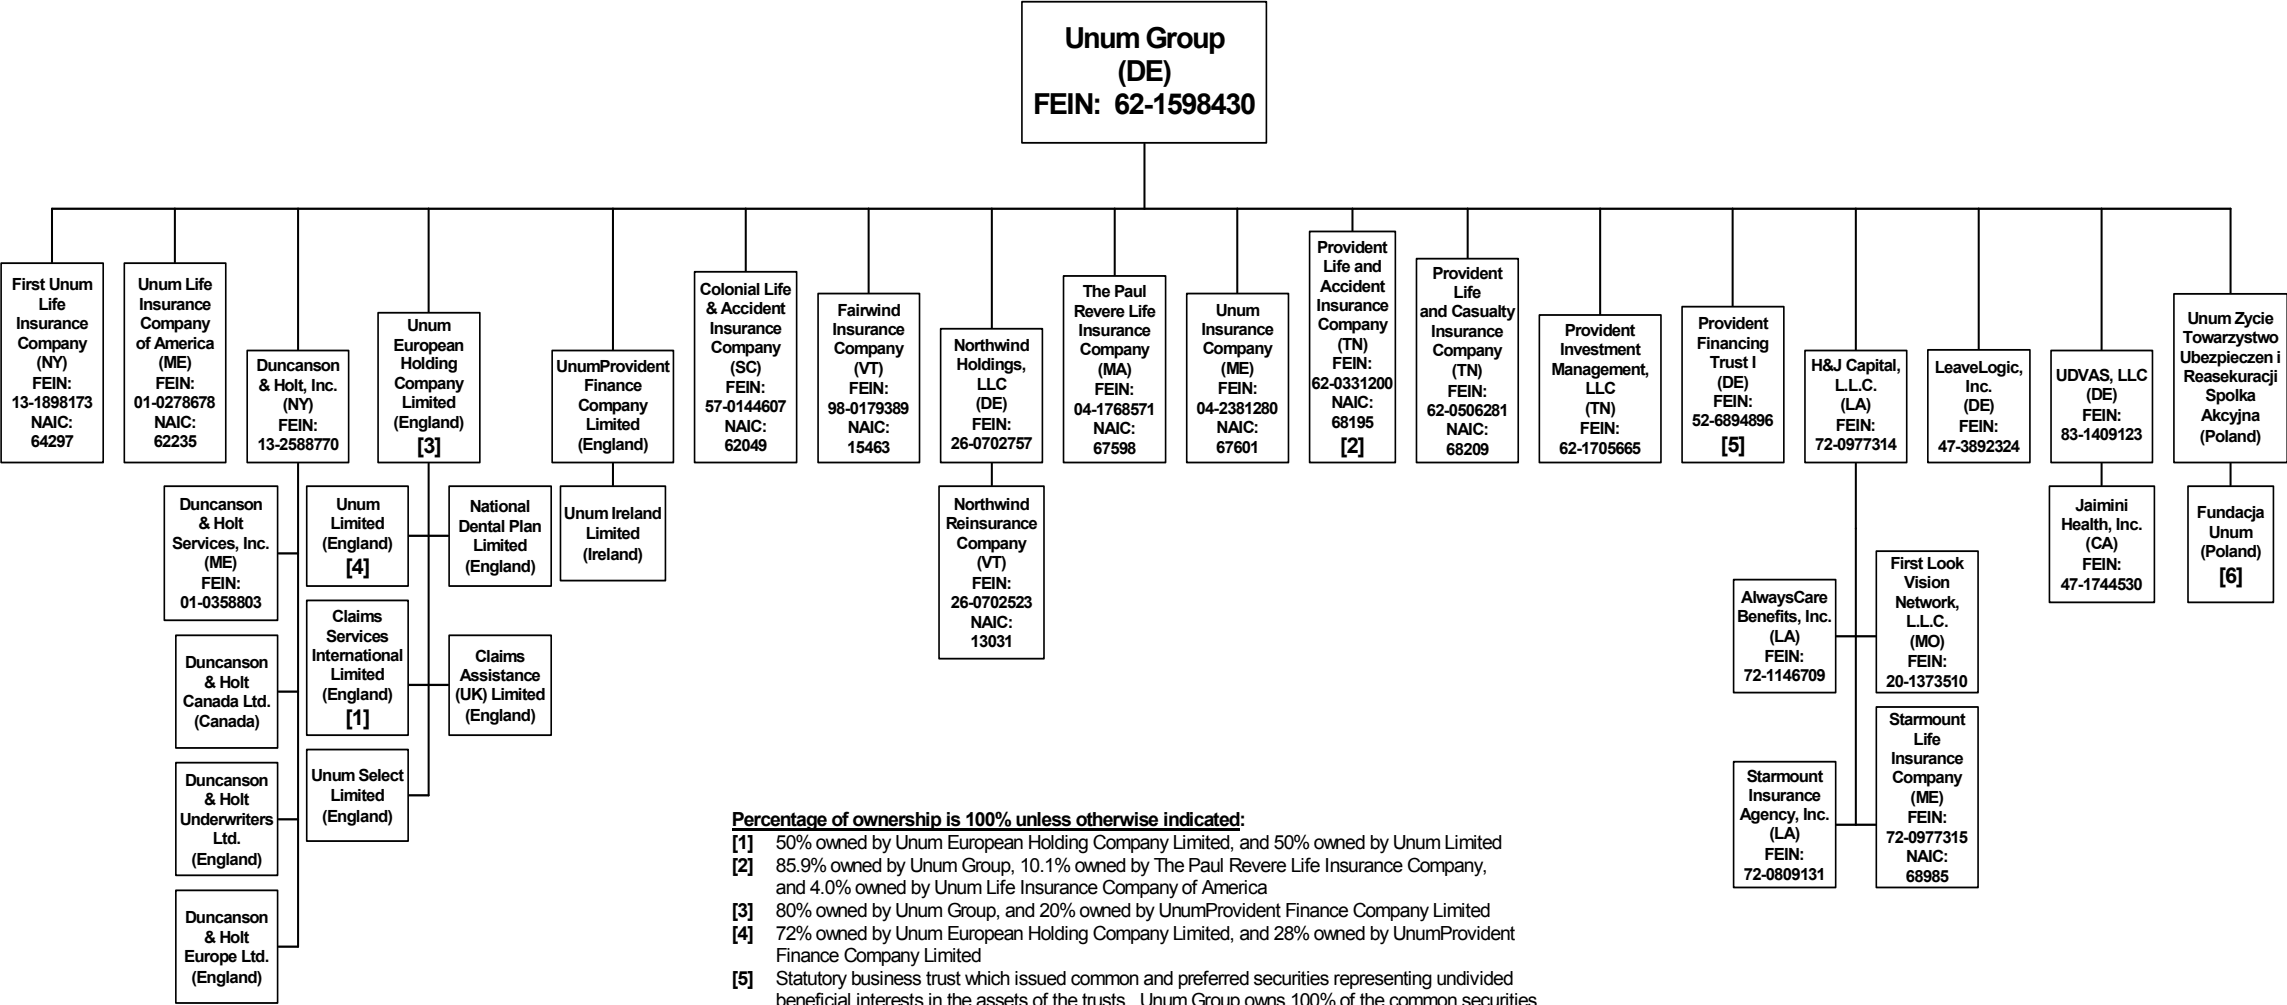 Unum Group
(DE)
FEIN: 62-1598430
First Unum
Life
Insurance
Company
(NY)
FEIN:
13-1898173
NAIC:
64297
Unum Life
Insurance
Company
of America
(ME)
FEIN:
01-0278678
NAIC:
62235
Duncanson
& Holt, Inc.
(NY)
FEIN:
13-2588770
Unum
European
Holding
Company
Limited
(England)
[3]
UnumProvident
Finance
Company
Limited
(England)
Colonial Life
& Accident
Insurance
Company
(SC)
FEIN:
57-0144607
NAIC:
62049
Fairwind
Insurance
Company
(VT)
FEIN:
98-0179389
NAIC:
15463
Northwind
Holdings,
LLC
(DE)
FEIN:
26-0702757
The Paul
Revere Life
Insurance
Company
(MA)
FEIN:
04-1768571
NAIC:
67598
Unum
Insurance
Company
(ME)
FEIN:
04-2381280
NAIC:
67601
Provident
Life and
Accident
Insurance
Company
(TN)
FEIN:
62-0331200
NAIC:
68195
[2]
Provident
Life
and Casualty
Insurance
Company
(TN)
FEIN:
62-0506281
NAIC:
68209
Provident
Investment
Management,
LLC
(TN)
FEIN:
62-1705665
Provident
Financing
Trust I
(DE)
FEIN:
52-6894896
[5]
H&J Capital,
L.L.C.
(LA)
FEIN:
72-0977314
LeaveLogic,
Inc.
(DE)
FEIN:
47-3892324
UDVAS, LLC
(DE)
FEIN:
83-1409123
Unum Zycie
Towarzystwo
Ubezpieczen i
Reasekuracji
Spolka
Akcyjna
(Poland)
Duncanson
& Holt
Services, Inc.
(ME)
FEIN:
01-0358803
Duncanson
& Holt
Canada Ltd.
(Canada)
Duncanson
& Holt
Underwriters
Ltd.
(England)
Duncanson
& Holt
Europe Ltd.
(England)
Unum
Limited
(England)
[4]
National
Dental Plan
Limited
(England)
Claims
Services
International
Limited
(England)
[1]
Claims
Assistance
(UK) Limited
(England)
Unum Select
Limited
(England)
Unum Ireland
Limited
(Ireland)
Northwind
Reinsurance
Company
(VT)
FEIN:
26-0702523
NAIC:
13031
AlwaysCare
Benefits, Inc.
(LA)
FEIN:
72-1146709
First Look
Vision
Network,
L.L.C.
(MO)
FEIN:
20-1373510
Starmount
Insurance
Agency, Inc.
(LA)
FEIN:
72-0809131
Starmount
Life
Insurance
Company
(ME)
FEIN:
72-0977315
NAIC:
68985
Jaimini
Health, Inc.
(CA)
FEIN:
47-1744530
Fundacja
Unum
(Poland)
[6]
Percentage of ownership is 100% unless otherwise indicated:
[1] 50% owned by Unum European Holding Company Limited, and 50% owned by Unum Limited
[2] 85.9% owned by Unum Group, 10.1% owned by The Paul Revere Life Insurance Company,
and 4.0% owned by Unum Life Insurance Company of America
[3] 80% owned by Unum Group, and 20% owned by UnumProvident Finance Company Limited
[4] 72% owned by Unum European Holding Company Limited, and 28% owned by UnumProvident
Finance Company Limited
[5] Statutory business trust which issued common and preferred securities representing undivided
beneficial interests in the assets of the trusts. Unum Group owns 100% of the common securities